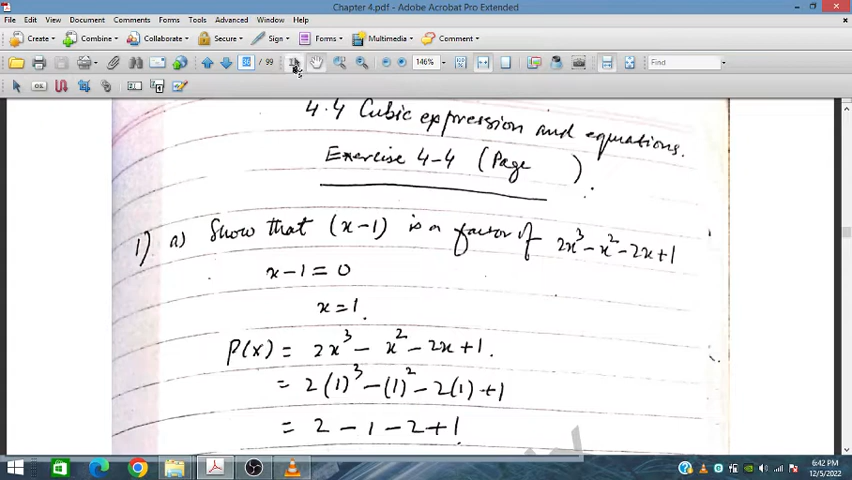 Chapter 4.pdf - Adobe Acrobat Pro Extended
File Edit View Document Comments Forms Tools Advanced Window Help
Create Combine Collaborate Secure Sign Forms Multimedia Comment
/ 99 146% Find
4.4 Cubic expression and equations.
Exercise 4-4 (Page ).
1) a) Show that (x-1) is a factor of 2x³-x²-2x+1
x-1=0
x=1.
P(x) = 2x³ - x² - 2x+1.
= 2(1)³-(1)²-2(1)+1
= 2-1-2+1
6:42 PM
12/5/2022